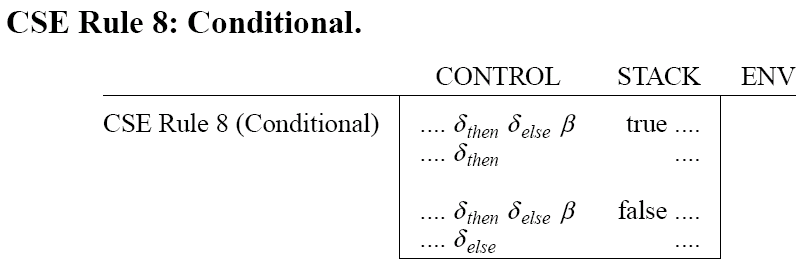 CSE Rule 8: Conditional.
CONTROL STACK ENV
CSE Rule 8 (Conditional) .... δthen δelse β true ....
.... δthen ....
.... δthen δelse β false ....
.... δelse ....